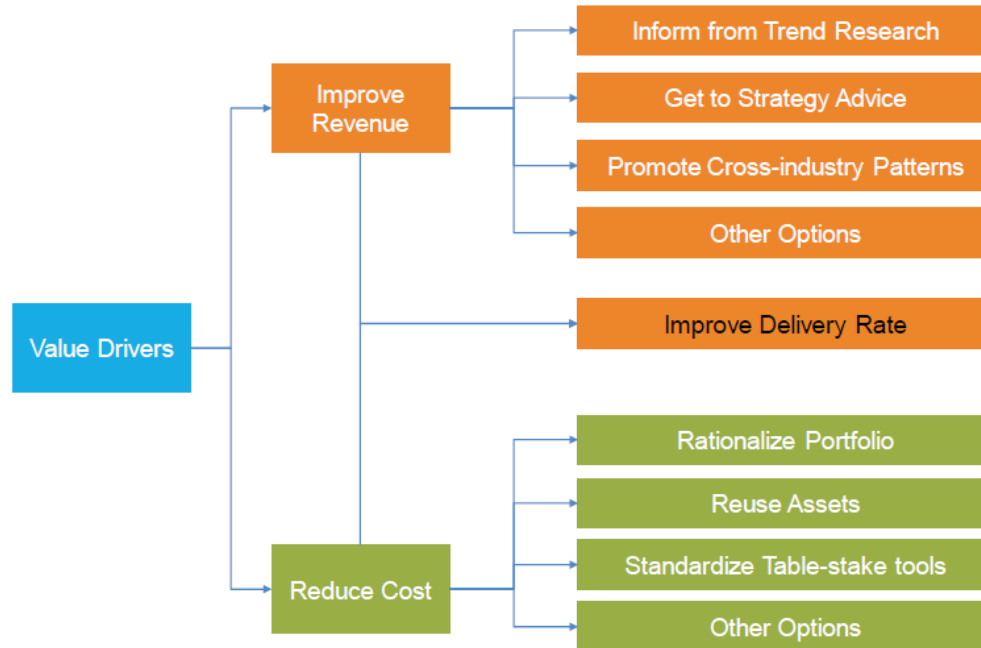 Inform from Trend Research
Improve
Revenue
Get to Strategy Advice
Promote Cross-industry Patterns
Other Options
Value Drivers
Improve Delivery Rate
Rationalize Portfolio
Reuse Assets
Reduce Cost
Standardize Table-stake tools
Other Options